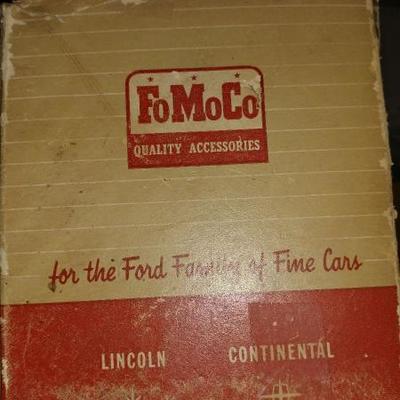 FoMoCo
QUALITY ACCESSORIES
for the Ford Family of Fine Cars
LINCOLN CONTINENTAL